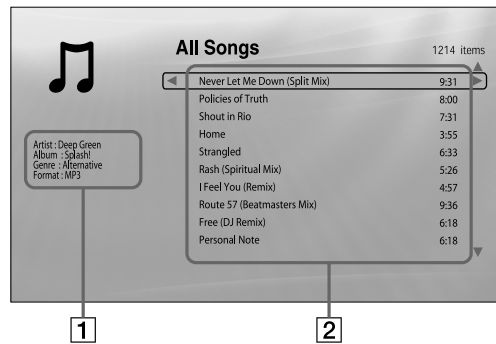 All Songs
1214 items
Never Let Me Down (Split Mix) 9:31
Policies of Truth 8:00
Shout in Rio 7:31
Home 3:55
Strangled 6:33
Rash (Spiritual Mix) 5:26
I Feel You (Remix) 4:57
Route 57 (Beatmasters Mix) 9:36
Free (DJ Remix) 6:18
Personal Note 6:18
Artist : Deep Green
Album : Splash!
Genre : Alternative
Format : MP3
1
2